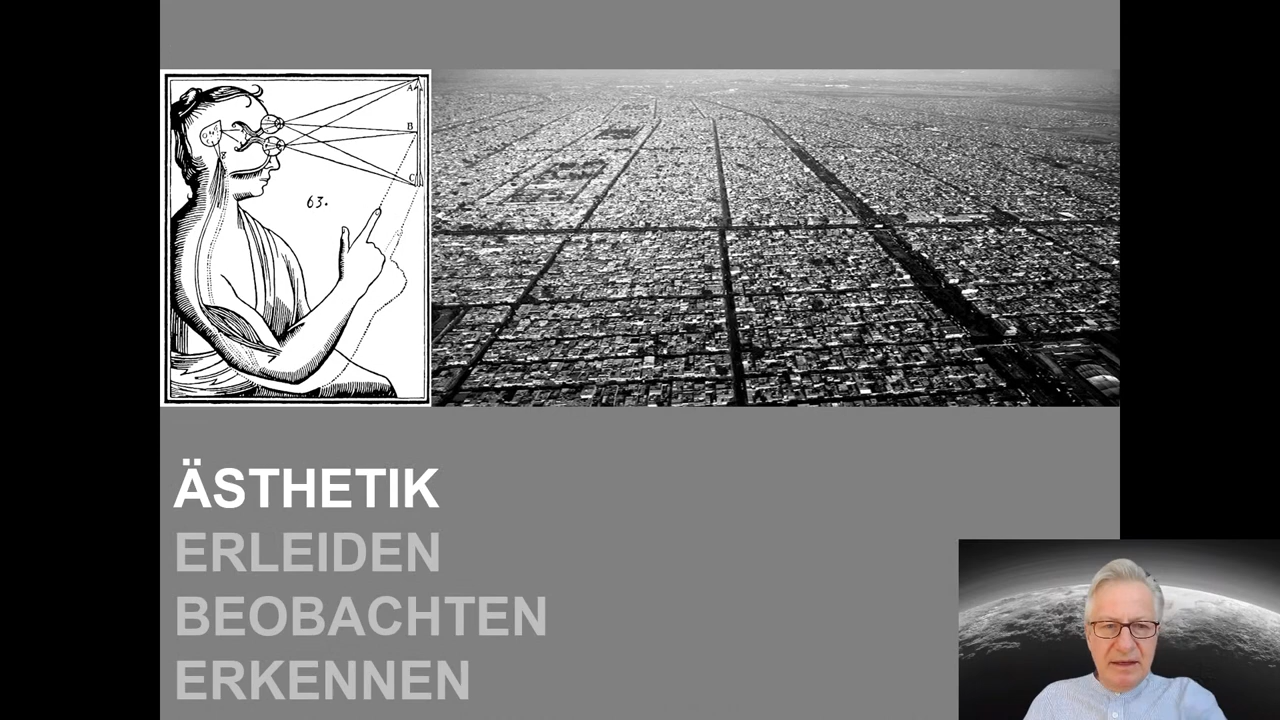 A
B
C
63.
ÄSTHETIK
ERLEIDEN
BEOBACHTEN
ERKENNEN